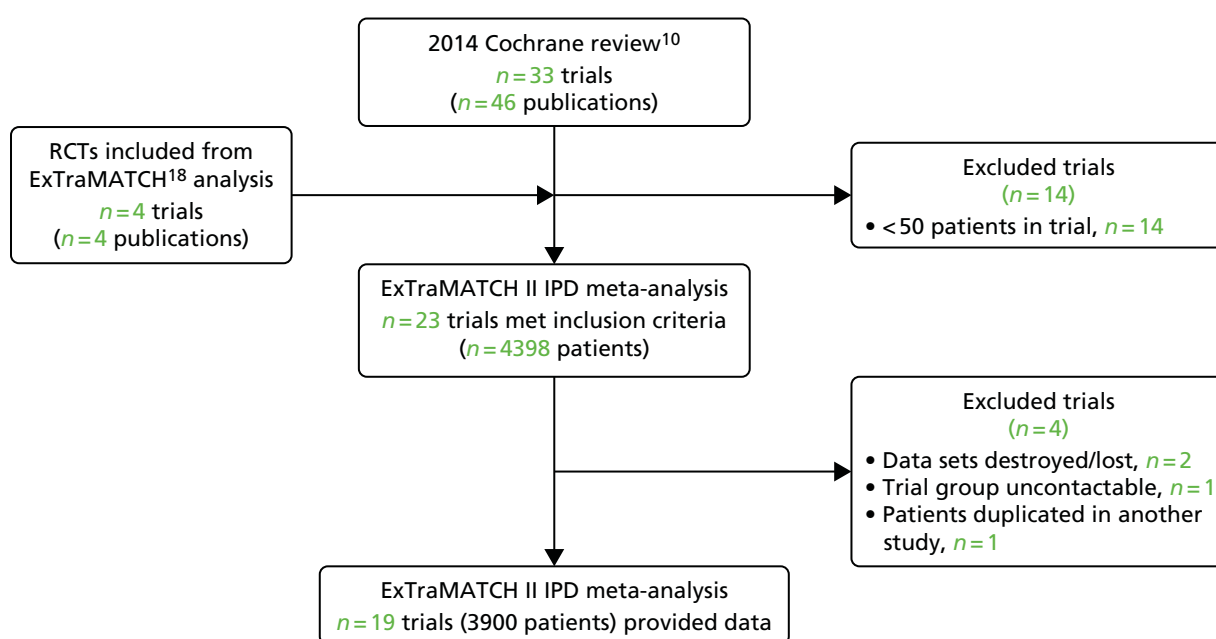 2014 Cochrane review10
n=33 trials
(n=46 publications)
RCTs included from
ExTraMATCH18 analysis
n=4 trials
(n=4 publications)
Excluded trials
(n=14)
• <50 patients in trial, n=14
ExTraMATCH II IPD meta-analysis
n=23 trials met inclusion criteria
(n=4398 patients)
Excluded trials
(n=4)
• Data sets destroyed/lost, n=2
• Trial group uncontactable, n=1
• Patients duplicated in another
study, n=1
ExTraMATCH II IPD meta-analysis
n=19 trials (3900 patients) provided data